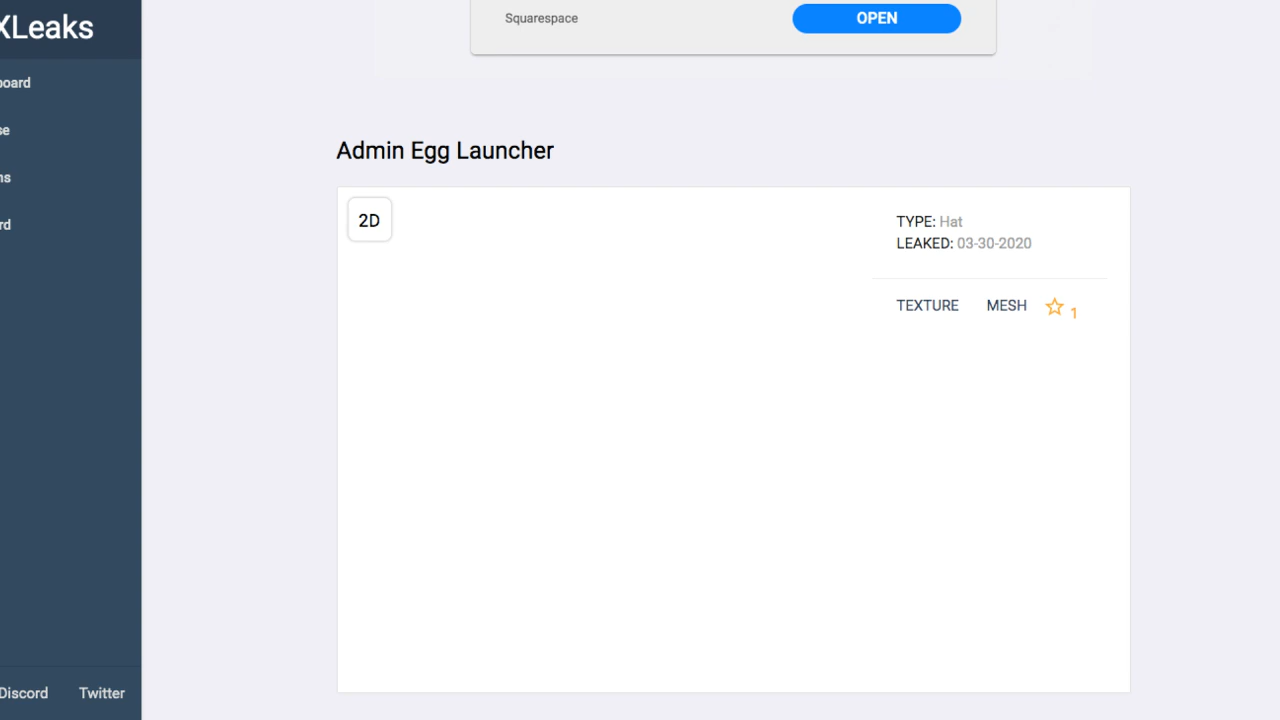 XLeaks
board
se
ns
rd
Discord Twitter
Squarespace
OPEN
Admin Egg Launcher
2D
TYPE: Hat
LEAKED: 03-30-2020
TEXTURE MESH 1